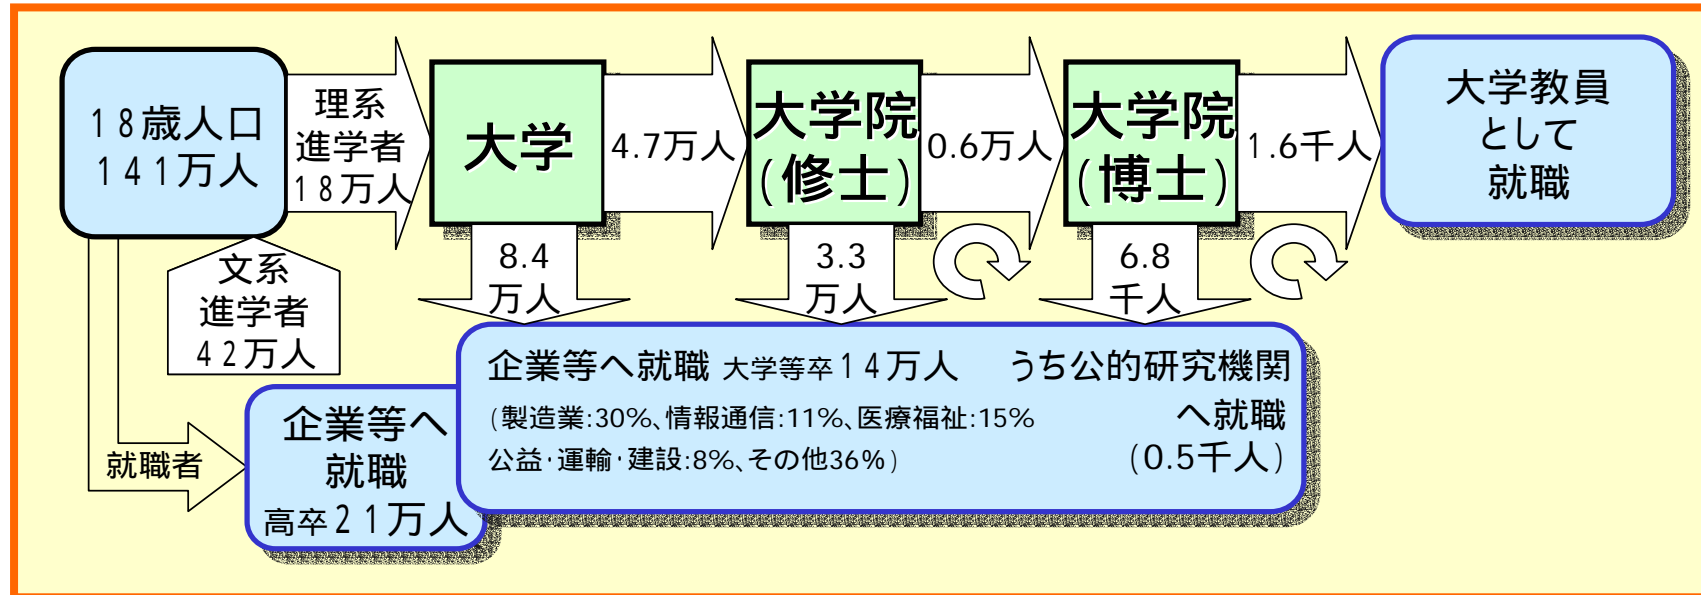 18歳人口
141万人
理系
進学者
18万人
大学
4.7万人
大学院
(修士)
0.6万人
大学院
(博士)
1.6千人
大学教員
として
就職
文系
進学者
42万人
8.4
万人
3.3
万人
6.8
千人
就職者
企業等へ
就職
高卒21万人
企業等へ就職 大学等卒14万人
(製造業:30%、情報通信:11%、医療福祉:15%
公益・運輸・建設:8%、その他36%)
うち公的研究機関
へ就職
(0.5千人)